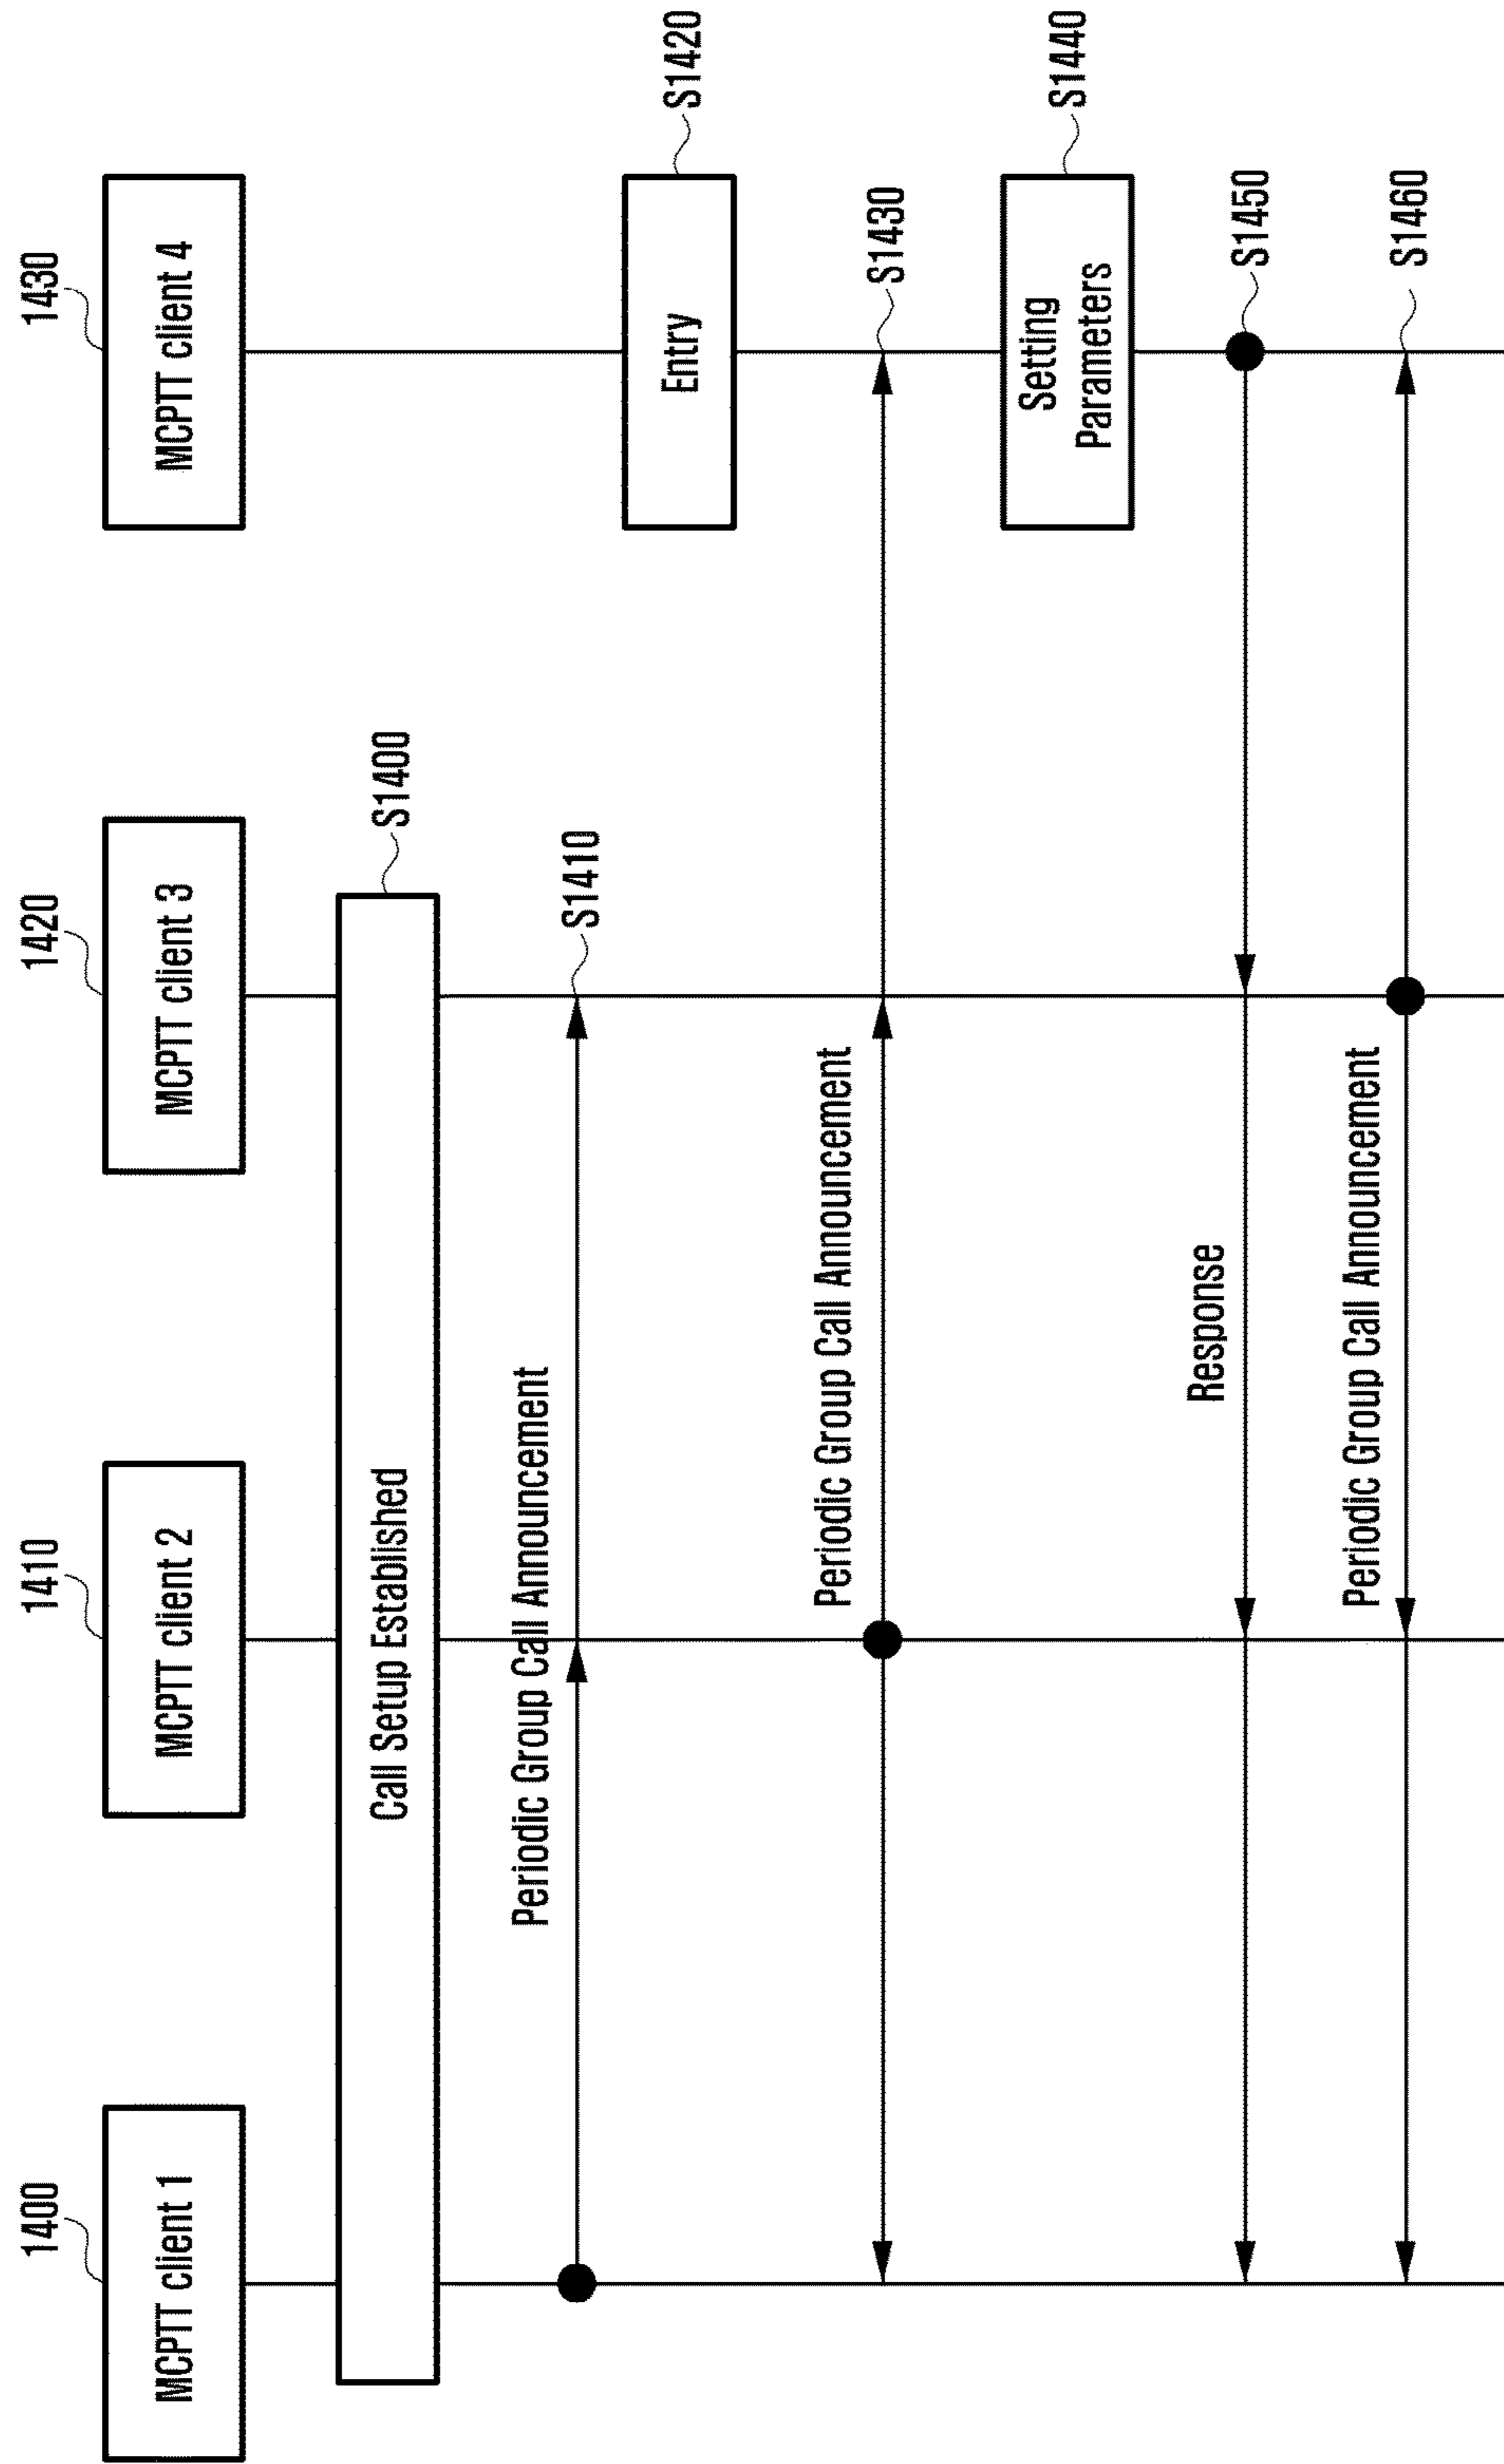 1400
1410
1420
1430
MCPTT client 1
MCPTT client 2
MCPTT client 3
MCPTT client 4
Call Setup Established
S1400
Periodic Group Call Announcement
S1410
Entry
S1420
Periodic Group Call Announcement
S1430
Setting
Parameters
S1440
Response
S1450
Periodic Group Call Announcement
S1460